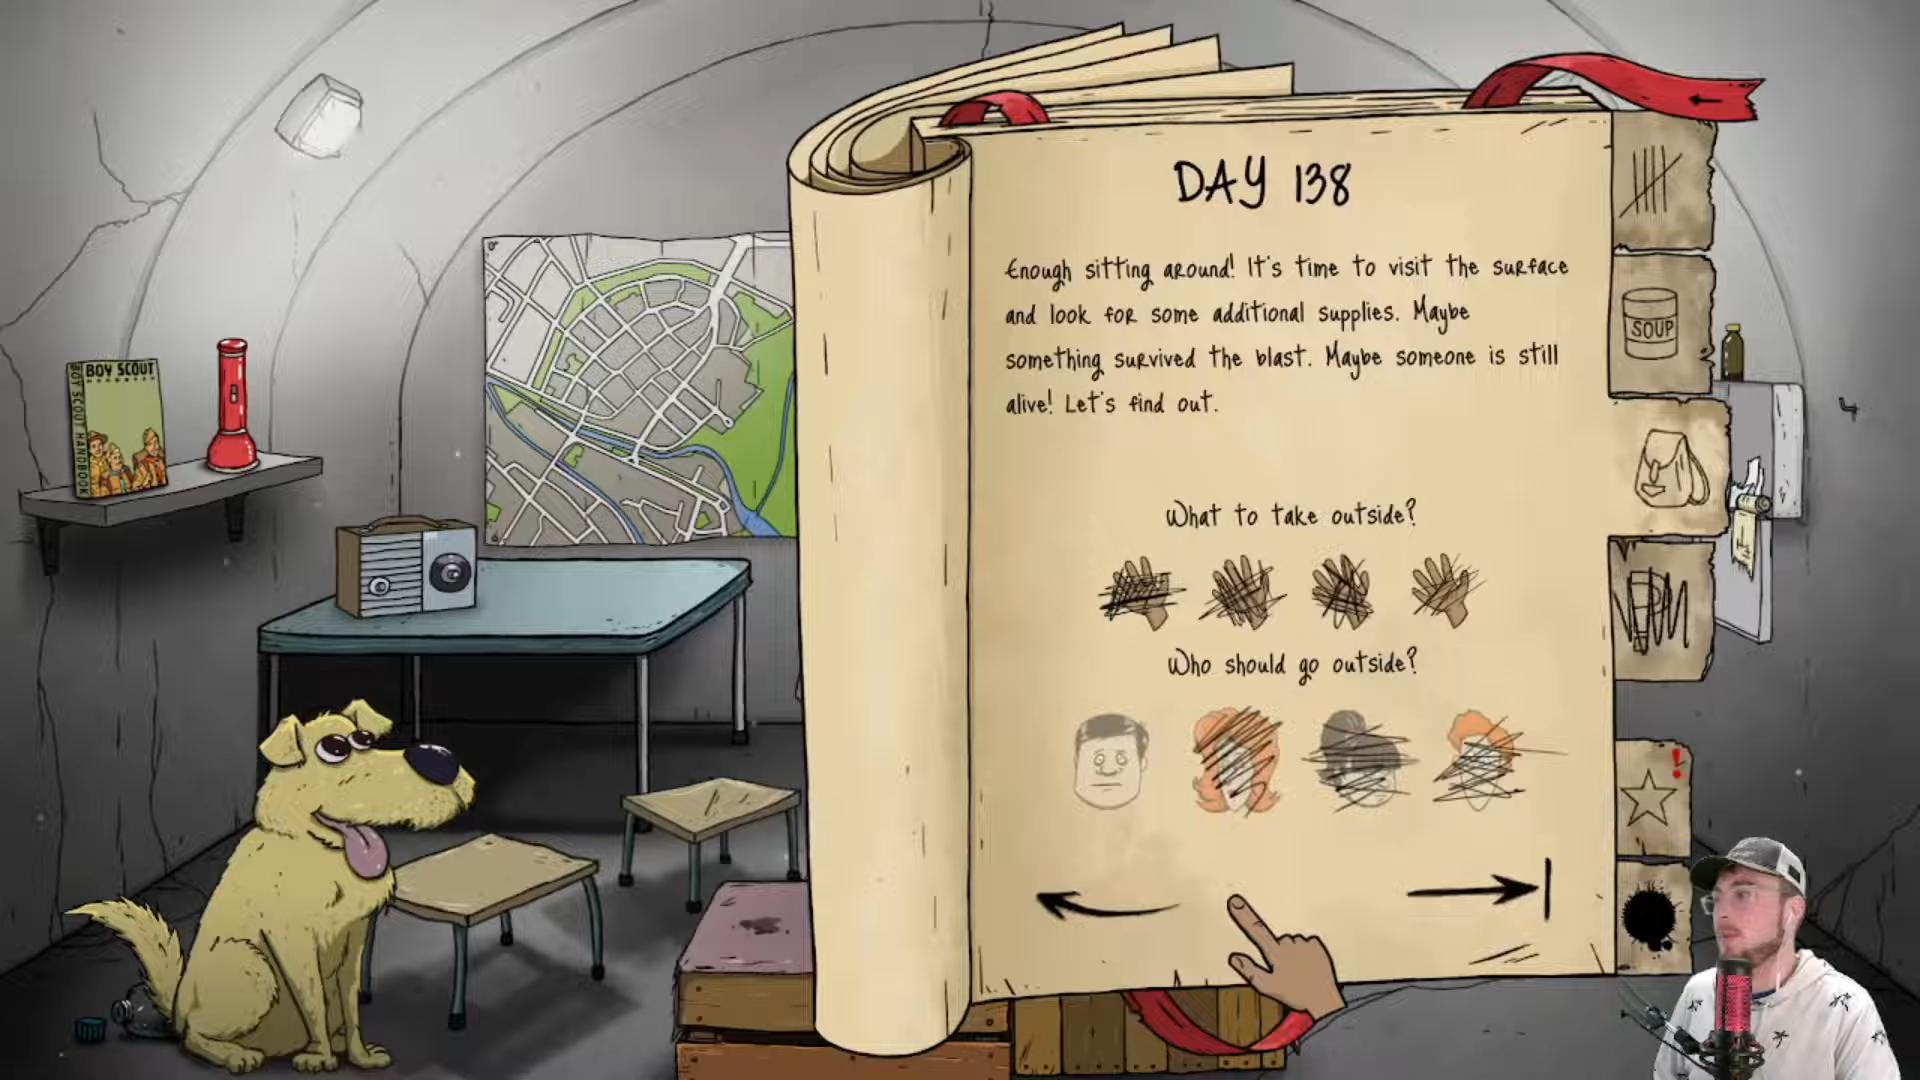 DAY 138
Enough sitting around! It's time to visit the surface
and look for some additional supplies. Maybe
something survived the blast. Maybe someone is still
alive! Let's find out.
What to take outside?
Who should go outside?
SOUP
BOY SCOUT
BOY SCOUT HANDBOOK